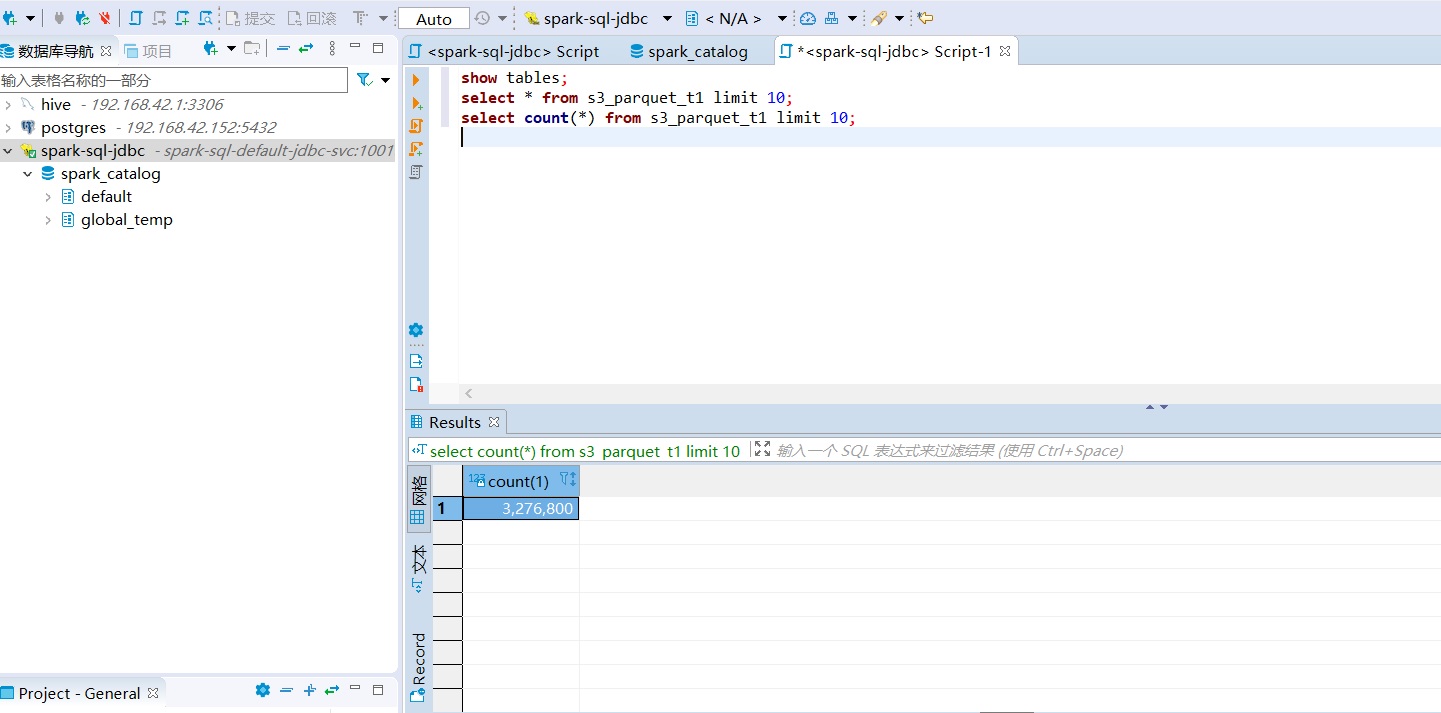 提交 回滚 Auto spark-sql-jdbc < N/A >
数据库导航 项目
<spark-sql-jdbc> Script spark_catalog *<spark-sql-jdbc> Script-1
输入表格名称的一部分
hive - 192.168.42.1:3306
postgres - 192.168.42.152:5432
spark-sql-jdbc - spark-sql-default-jdbc-svc:1001
spark_catalog
default
global_temp
show tables;
select * from s3_parquet_t1 limit 10;
select count(*) from s3_parquet_t1 limit 10;
Results
select count(*) from s3_parquet_t1 limit 10 输入一个 SQL 表达式来过滤结果 (使用 Ctrl+Space)
网格
文本
Record
123 count(1)
1 3,276,800
Project - General